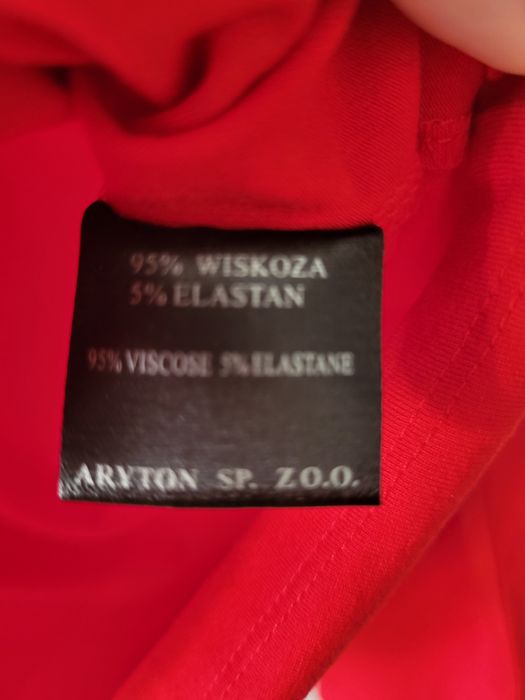 95% WISKOZA
5% ELASTAN
95% VISCOSE 5% ELASTANE
ARYTON SP. Z O.O.